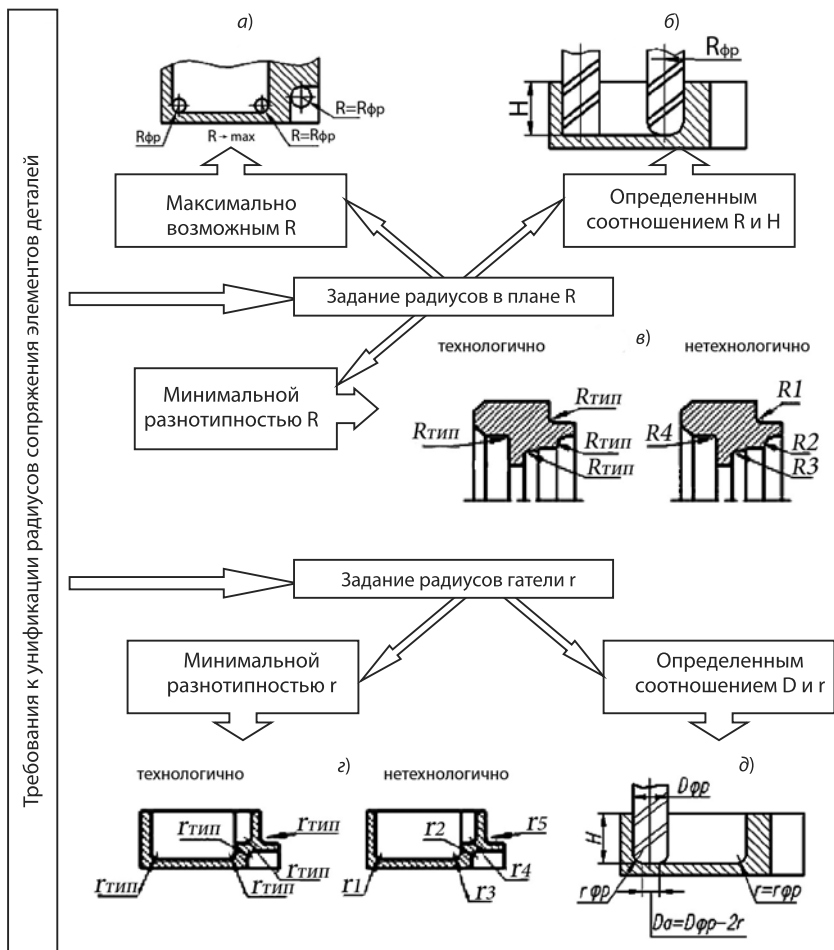 Требования к унификации радиусов сопряжения элементов деталей
а)
Rфр
R → max
R=Rфр
R=Rфр
б)
Rфр
H
Максимально
возможным R
Определенным
соотношением R и H
Задание радиусов в плане R
Минимальной
разнотипностью R
в)
технологично
нетехнологично
Rтип
Rтип
Rтип
Rтип
R1
R4
R2
R3
Задание радиусов гатели r
Минимальной
разнотипностью r
Определенным
соотношением D и r
г)
технологично
нетехнологично
rтип
rтип
rтип
rтип
rтип
r2
r5
r4
r1
r3
д)
Dфр
H
rфр
r=rфр
Dо=Dфр-2r